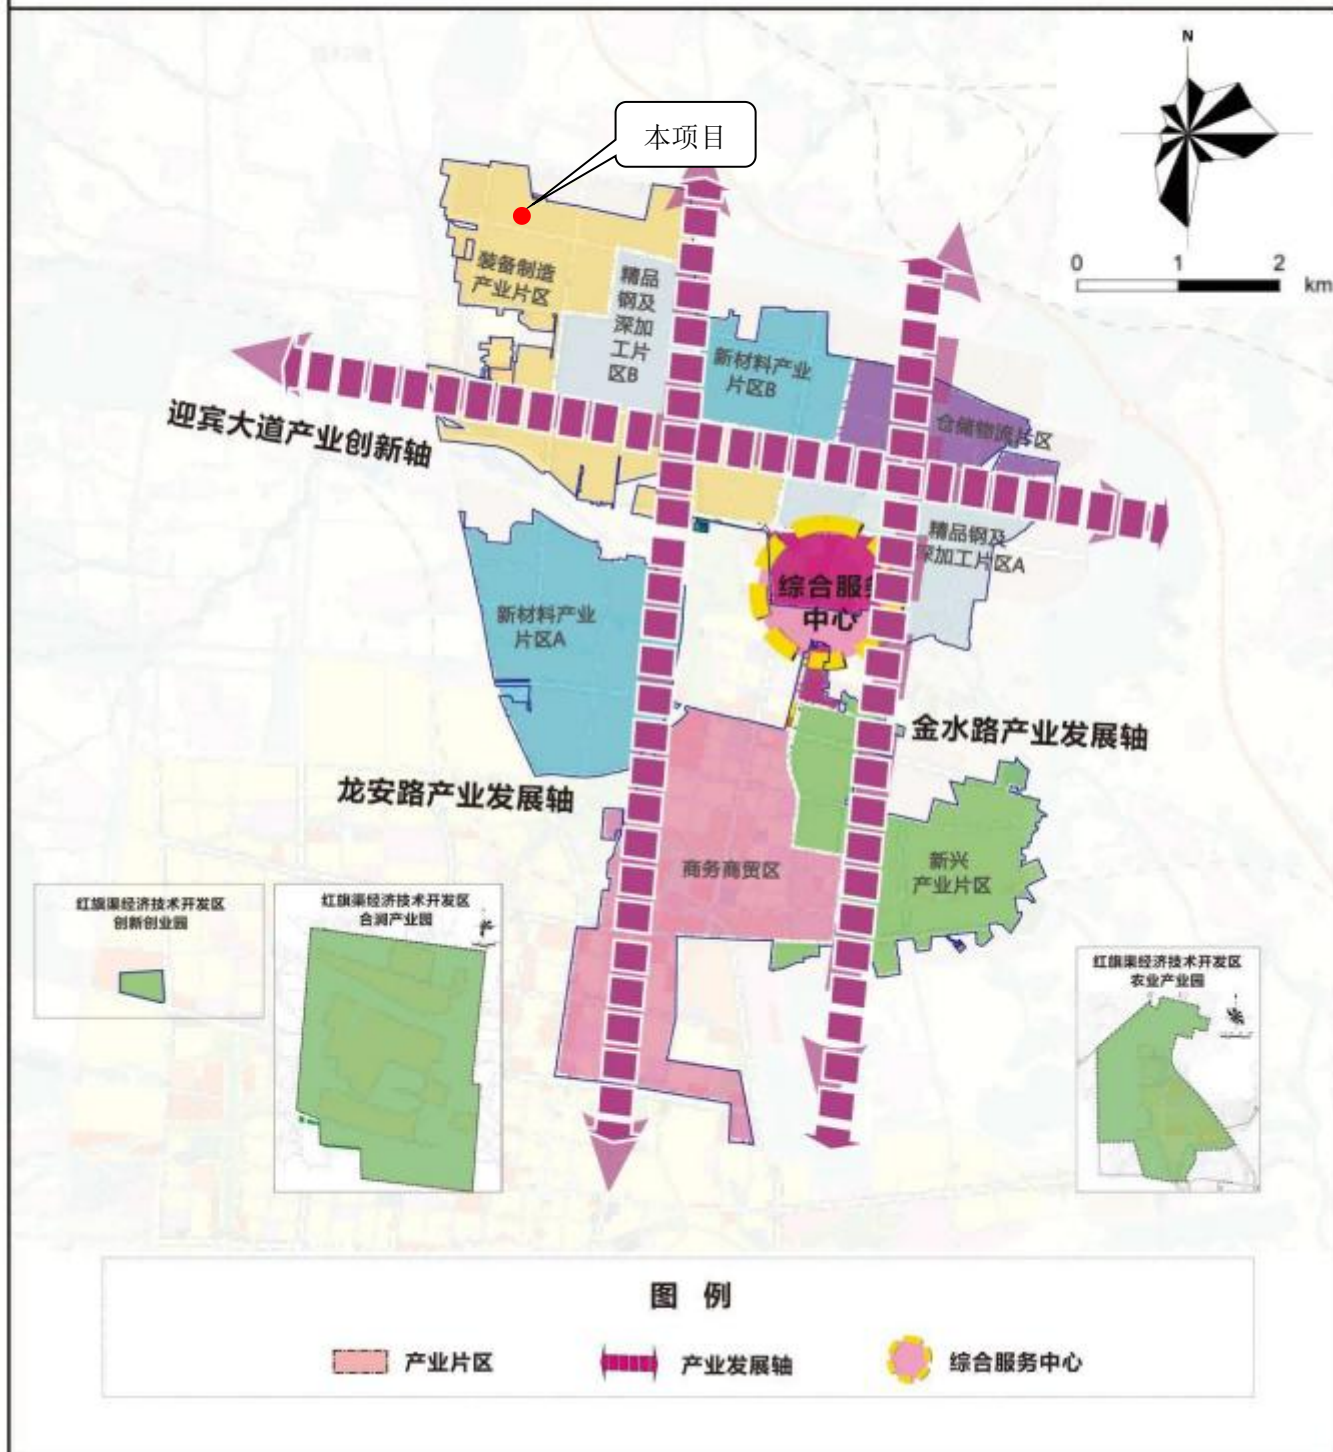 N
0 1 2
km
本项目
装备制造
产业片区
精品
钢及
深加
工片
区B
新材料产业
片区B
仓储物流片区
迎宾大道产业创新轴
精品钢及
深加工片区A
综合服务
中心
新材料产业
片区A
金水路产业发展轴
龙安路产业发展轴
商务商贸区
新兴
产业片区
红旗渠经济技术开发区
创新创业园
红旗渠经济技术开发区
合涧产业园
红旗渠经济技术开发区
农业产业园
图 例
产业片区
产业发展轴
综合服务中心